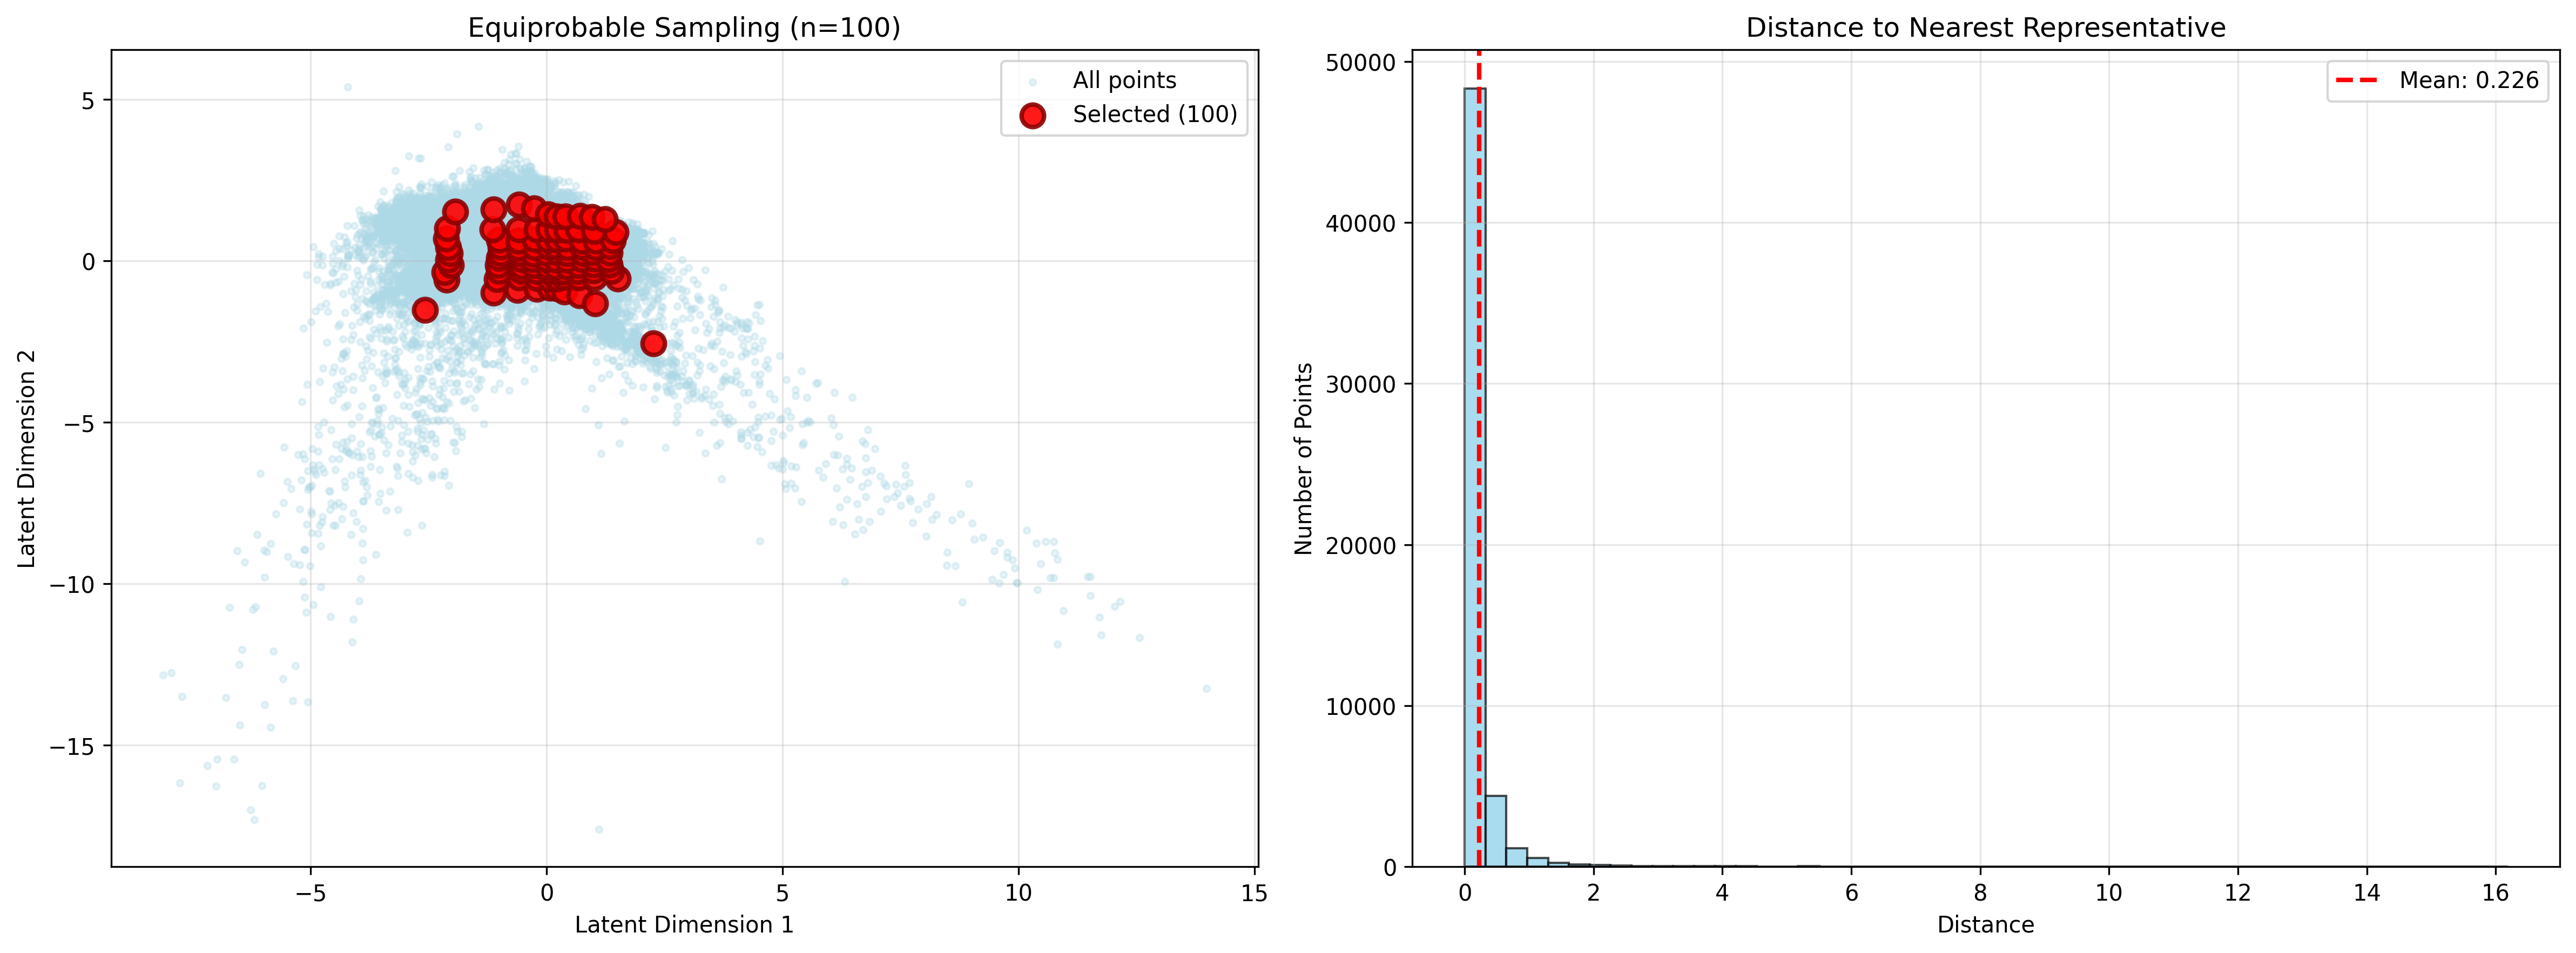 Equiprobable Sampling (n=100)
All points
Selected (100)
5
0
−5
−10
−15
Latent Dimension 2
−5
0
5
10
15
Latent Dimension 1
Distance to Nearest Representative
Mean: 0.226
50000
40000
30000
20000
10000
0
Number of Points
0
2
4
6
8
10
12
14
16
Distance